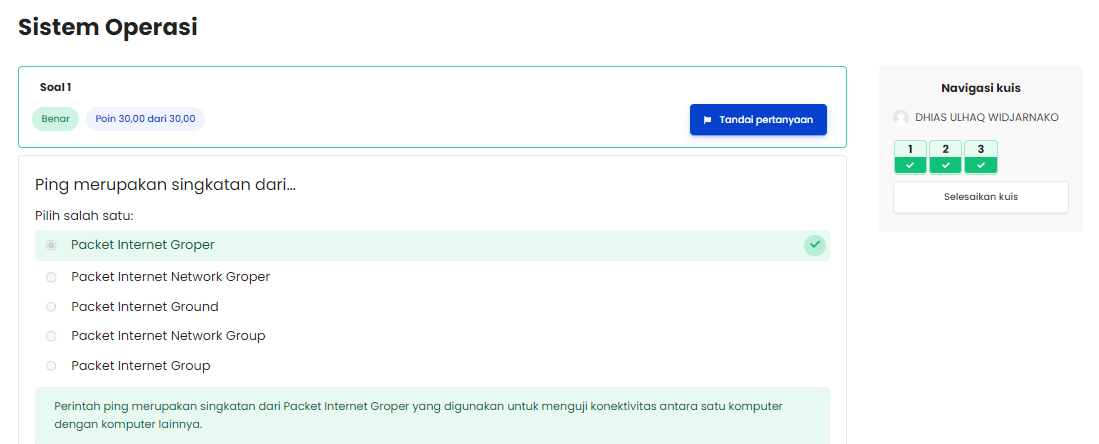 Sistem Operasi
Soal 1
Benar
Poin 30,00 dari 30,00
Tandai pertanyaan
Ping merupakan singkatan dari...
Pilih salah satu:
Packet Internet Groper
Packet Internet Network Groper
Packet Internet Ground
Packet Internet Network Group
Packet Internet Group
Perintah ping merupakan singkatan dari Packet Internet Groper yang digunakan untuk menguji konektivitas antara satu komputer
dengan komputer lainnya.
Navigasi kuis
DHIAS ULHAQ WIDJARNAKO
1 2 3
Selesaikan kuis